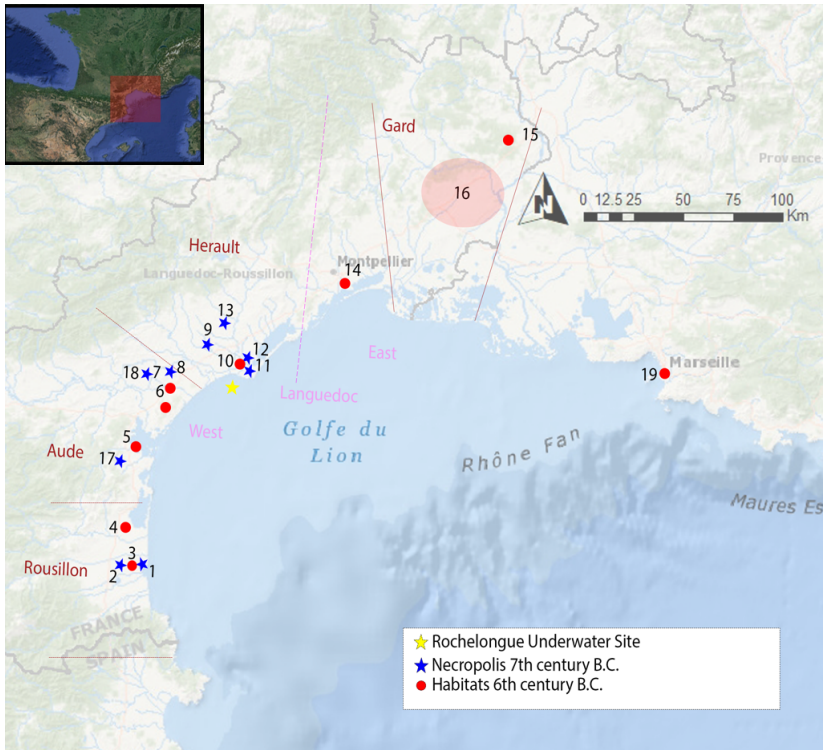 Gard
15
Provence
16
N
0 12.5 25 50 75 100
Km
Herault
Montpellier
Languedoc-Roussillon
14
13
9
12
10
11
East
Marseille
19
18 7 8
6
Languedoc
West
Golfe du
Lion
5
Aude
17
Rhône Fan
Maures Es
4
3
Rousillon
2 1
FRANCE
SPAIN
Rochelongue Underwater Site
Necropolis 7th century B.C.
Habitats 6th century B.C.